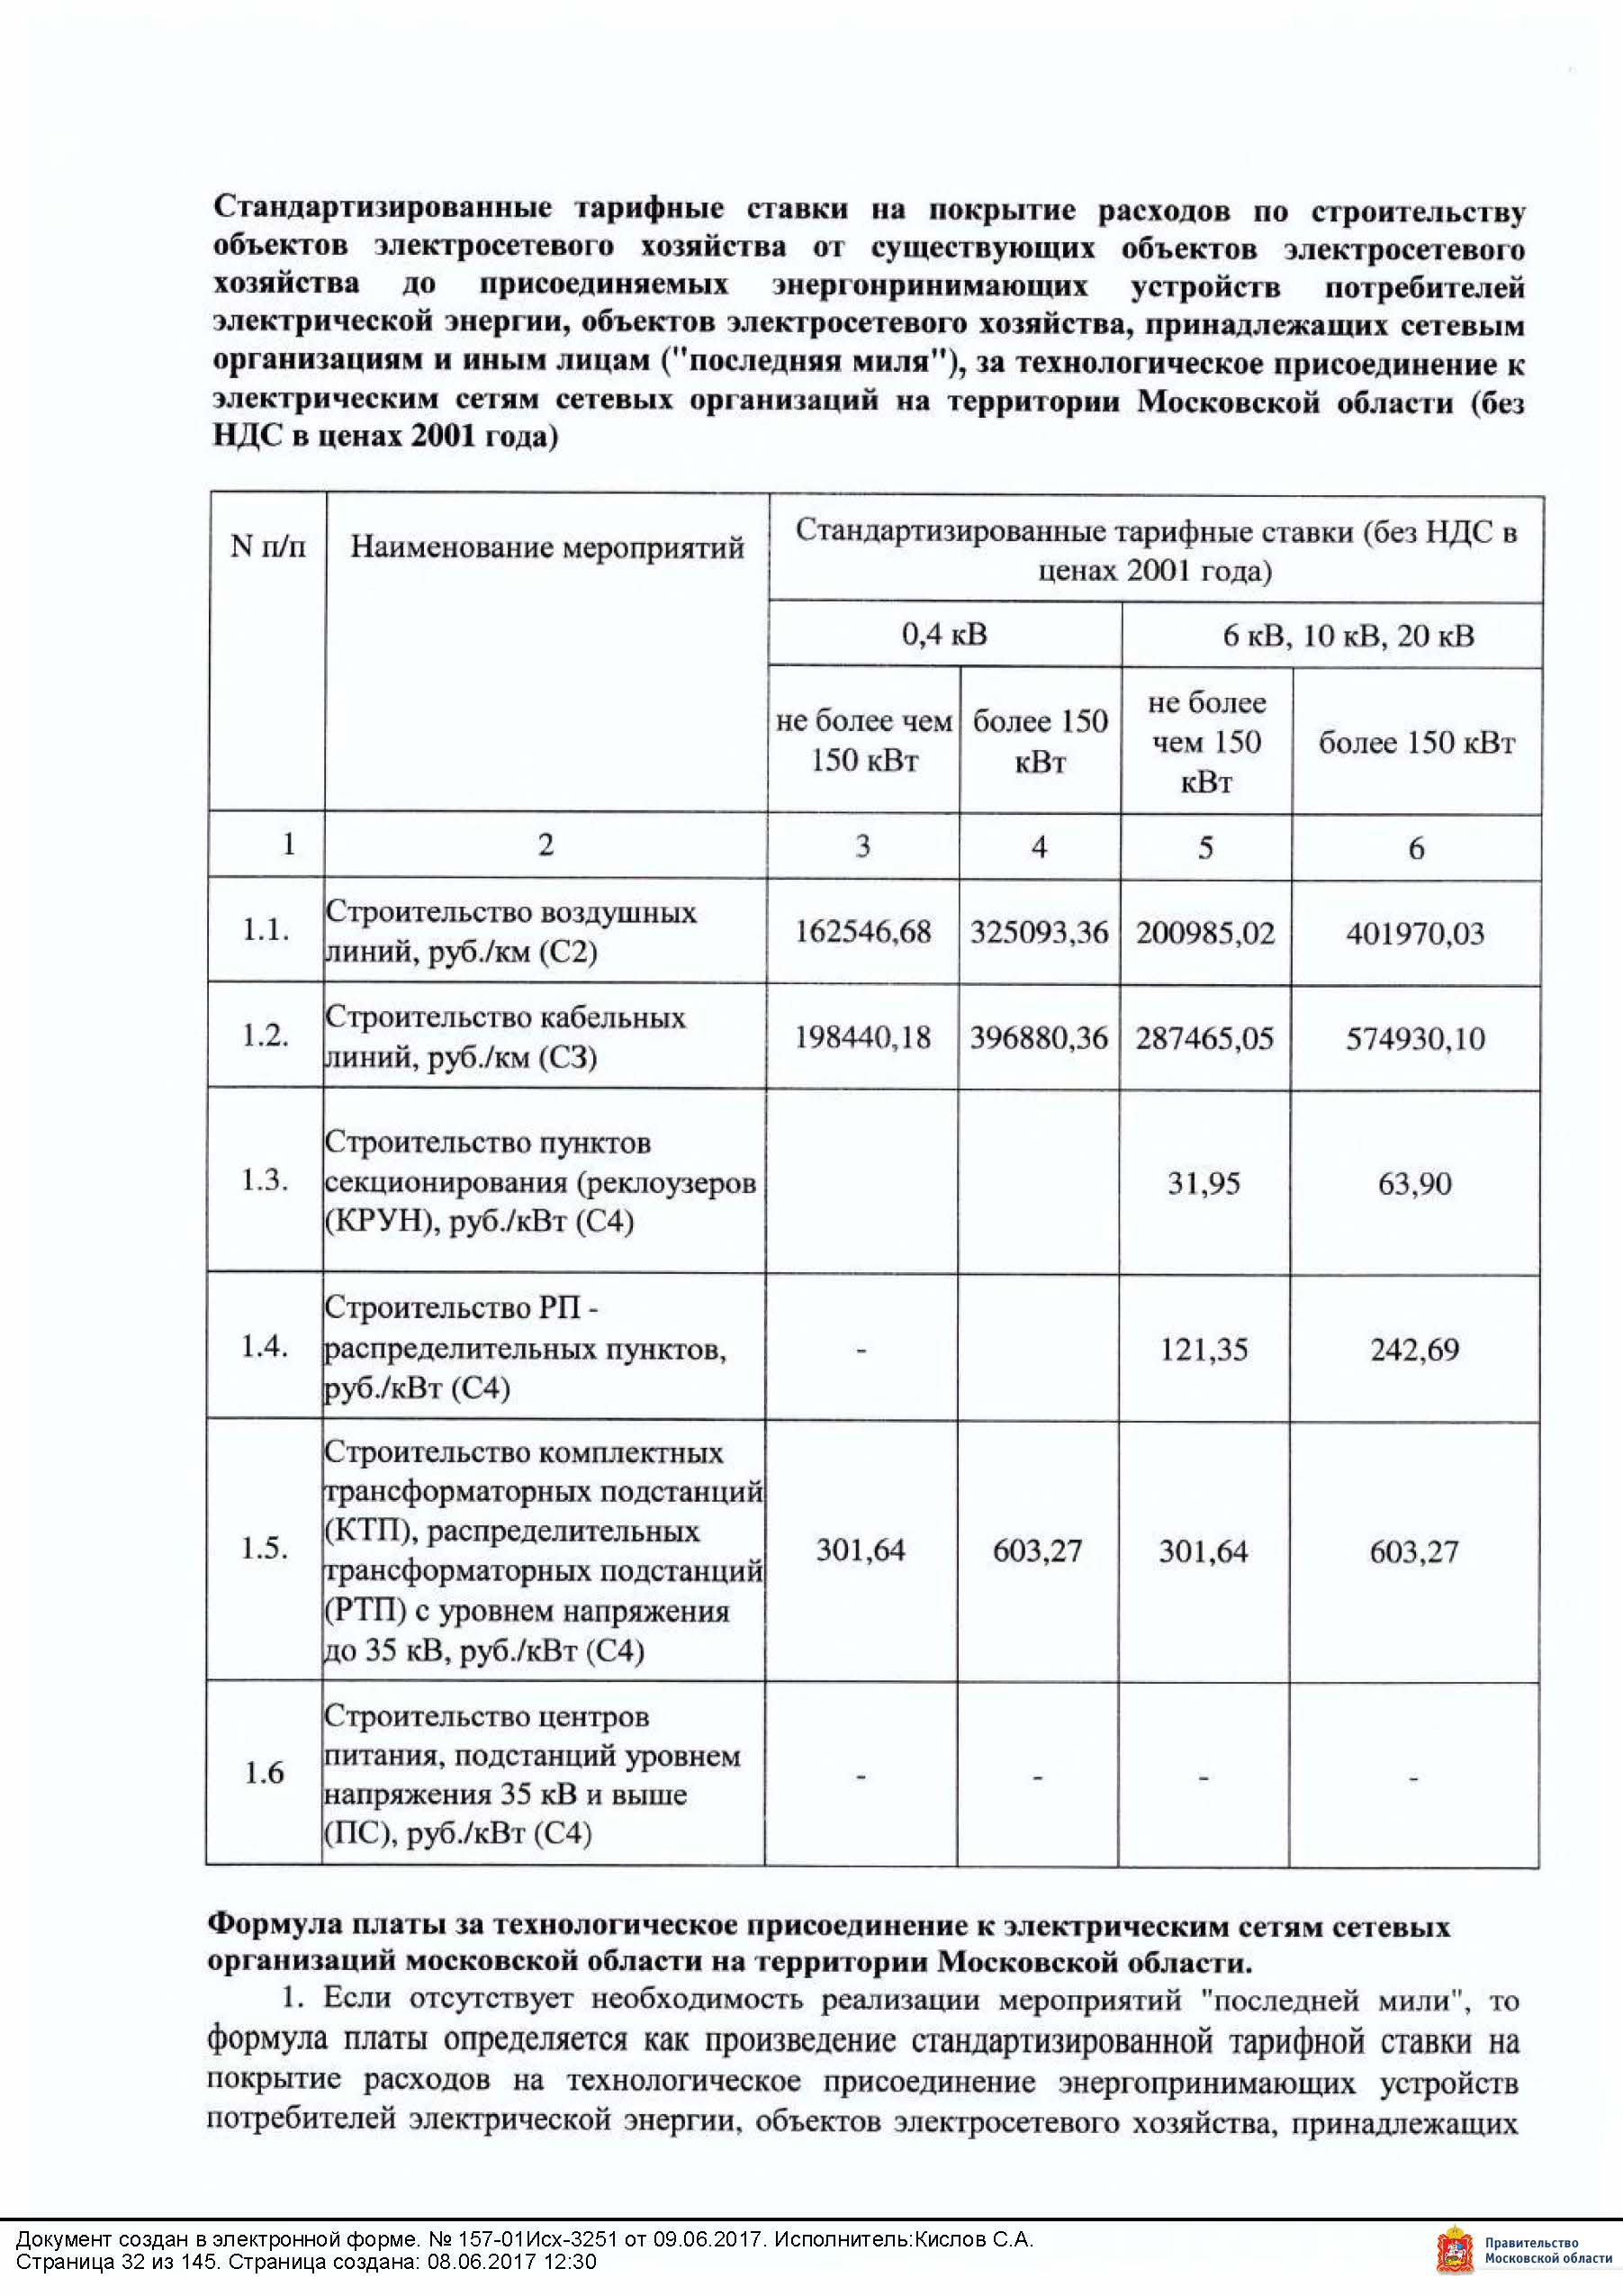 Стандартизированные тарифные ставки на покрытие расходов по строительству
объектов электросетевого хозяйства от существующих объектов электросетевого
хозяйства до присоединяемых энергопринимающих устройств потребителей
электрической энергии, объектов электросетевого хозяйства, принадлежащих сетевым
организациям и иным лицам ("последняя миля"), за технологическое присоединение к
электрическим сетям сетевых организаций на территории Московской области (без
НДС в ценах 2001 года)
N п/п
Наименование мероприятий
Стандартизированные тарифные ставки (без НДС в
ценах 2001 года)
0,4 кВ
6 кВ, 10 кВ, 20 кВ
не более чем
150 кВт
более 150
кВт
не более
чем 150
кВт
более 150 кВт
1 2 3 4 5 6
1.1.
Строительство воздушных
линий, руб./км (С2)
162546,68 325093,36 200985,02 401970,03
1.2.
Строительство кабельных
линий, руб./км (С3)
198440,18 396880,36 287465,05 574930,10
1.3.
Строительство пунктов
секционирования (реклоузеров
(КРУН), руб./кВт (С4)
31,95 63,90
1.4.
Строительство РП -
распределительных пунктов,
руб./кВт (С4)
- 121,35 242,69
1.5.
Строительство комплектных
трансформаторных подстанций
(КТП), распределительных
трансформаторных подстанций
(РТП) с уровнем напряжения
до 35 кВ, руб./кВт (С4)
301,64 603,27 301,64 603,27
1.6
Строительство центров
питания, подстанций уровнем
напряжения 35 кВ и выше
(ПС), руб./кВт (С4)
- - - -
Формула платы за технологическое присоединение к электрическим сетям сетевых
организаций московской области на территории Московской области.
1. Если отсутствует необходимость реализации мероприятий "последней мили", то
формула платы определяется как произведение стандартизированной тарифной ставки на
покрытие расходов на технологическое присоединение энергопринимающих устройств
потребителей электрической энергии, объектов электросетевого хозяйства, принадлежащих
Документ создан в электронной форме. № 157-01Исх-3251 от 09.06.2017. Исполнитель:Кислов С.А.
Страница 32 из 145. Страница создана: 08.06.2017 12:30
Правительство
Московской области